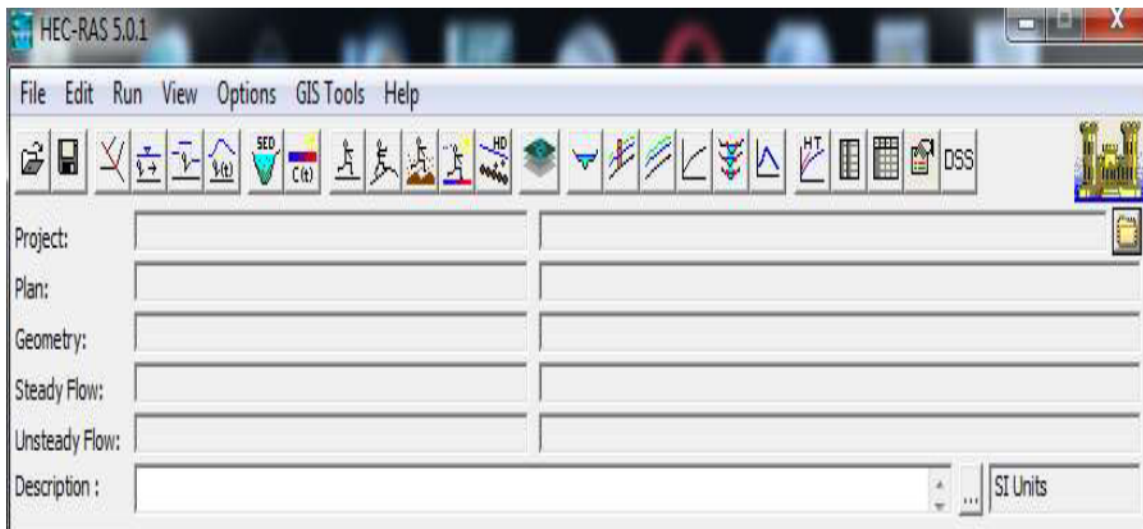 HEC-RAS 5.0.1
File Edit Run View Options GIS Tools Help
SED C(t) HD HT DSS
Project:
Plan:
Geometry:
Steady Flow:
Unsteady Flow:
Description : ... SI Units